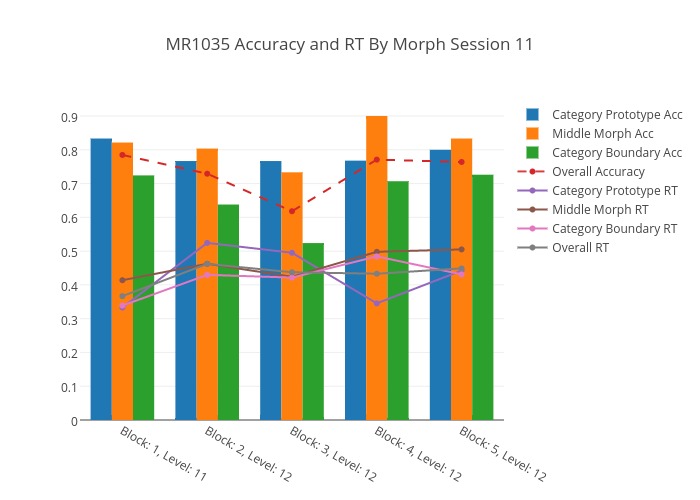 MR1035 Accuracy and RT By Morph Session 11
0.9
0.8
0.7
0.6
0.5
0.4
0.3
0.2
0.1
0
Block: 1, Level: 11
Block: 2, Level: 12
Block: 3, Level: 12
Block: 4, Level: 12
Block: 5, Level: 12
Category Prototype Acc
Middle Morph Acc
Category Boundary Acc
Overall Accuracy
Category Prototype RT
Middle Morph RT
Category Boundary RT
Overall RT